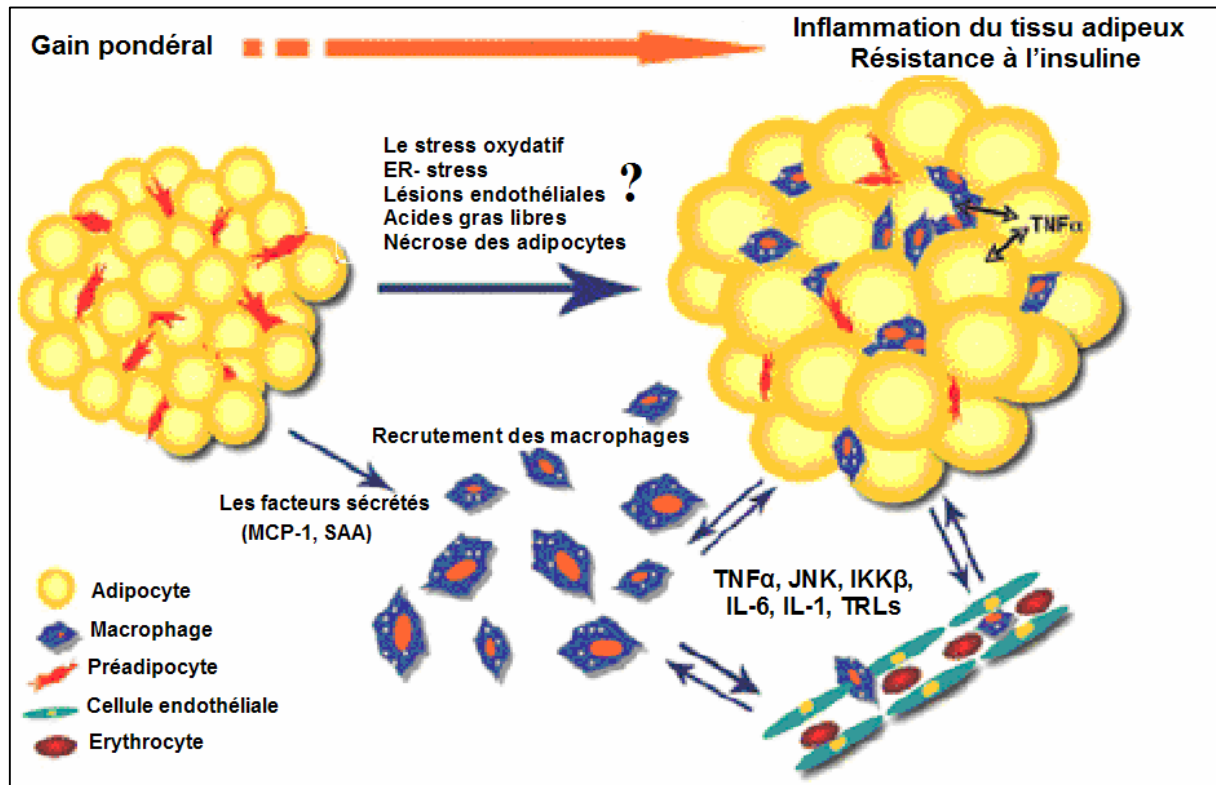 Gain pondéral
Inflammation du tissu adipeux
Résistance à l'insuline
Le stress oxydatif
ER- stress
Lésions endothéliales
?
Acides gras libres
Nécrose des adipocytes
TNFα
Recrutement des macrophages
Les facteurs sécrétés
(MCP-1, SAA)
TNFα, JNK, IKKβ,
IL-6, IL-1, TRLs
Adipocyte
Macrophage
Préadipocyte
Cellule endothéliale
Erythrocyte